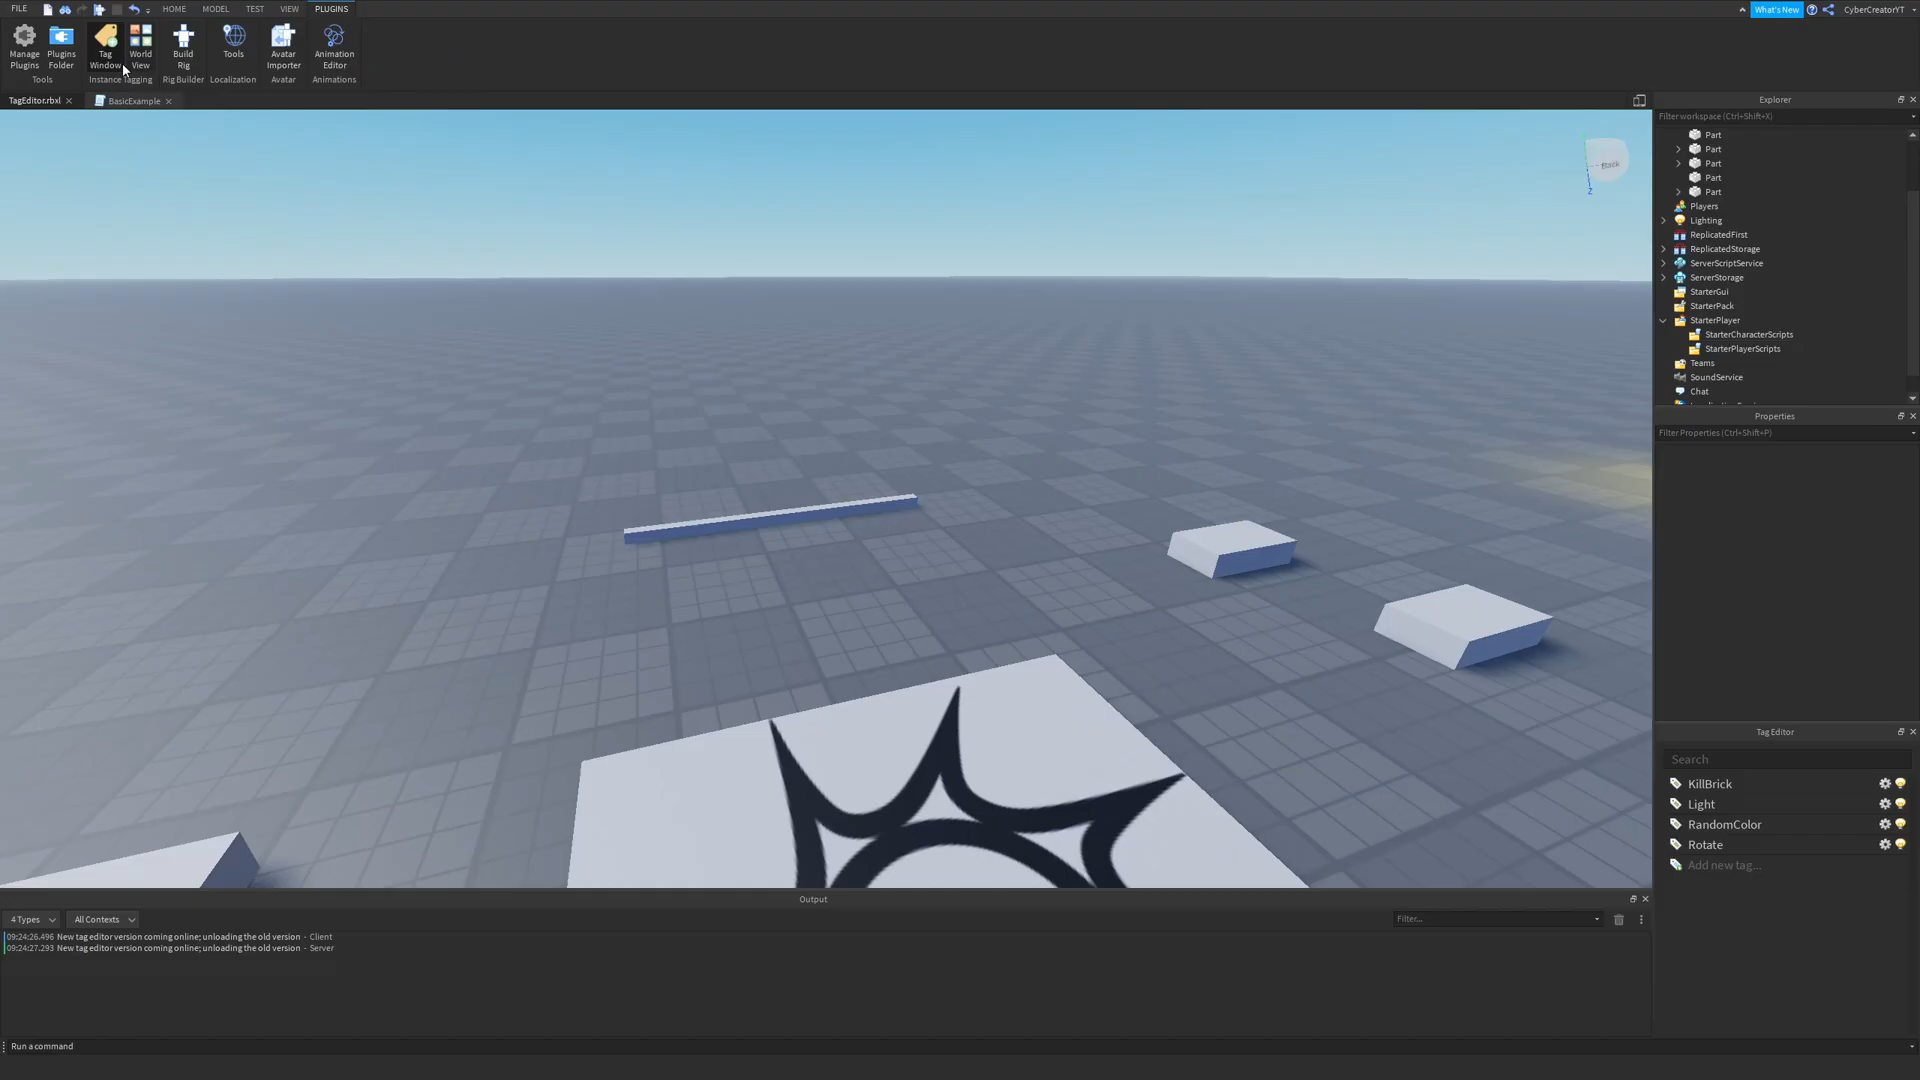 FILE HOME MODEL TEST VIEW PLUGINS What's New CyberCreatorYT
Manage Plugins Plugins Folder Tag Window World View Build Rig Tools Avatar Importer Animation Editor
Tools Instance Tagging Rig Builder Localization Avatar Animations
TagEditor.rbxl BasicExample
Explorer
Filter workspace (Ctrl+Shift+X)
Part
Part
Part
Part
Part
Players
Lighting
ReplicatedFirst
ReplicatedStorage
ServerScriptService
ServerStorage
StarterGui
StarterPack
StarterPlayer
StarterCharacterScripts
StarterPlayerScripts
Teams
SoundService
Chat
Properties
Filter Properties (Ctrl+Shift+P)
Back
Z
Tag Editor
Search
KillBrick
Light
RandomColor
Rotate
Add new tag...
Output
4 Types All Contexts Filter...
09:24:26.496 New tag editor version coming online; unloading the old version - Client
09:24:27.293 New tag editor version coming online; unloading the old version - Server
Run a command